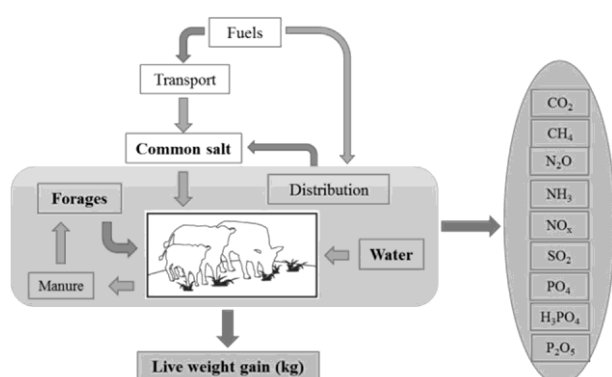 Fuels
Transport
Common salt
Distribution
Forages
Water
Manure
Live weight gain (kg)
CO₂
CH₄
N₂O
NH₃
NOₓ
SO₂
PO₄
H₃PO₄
P₂O₅